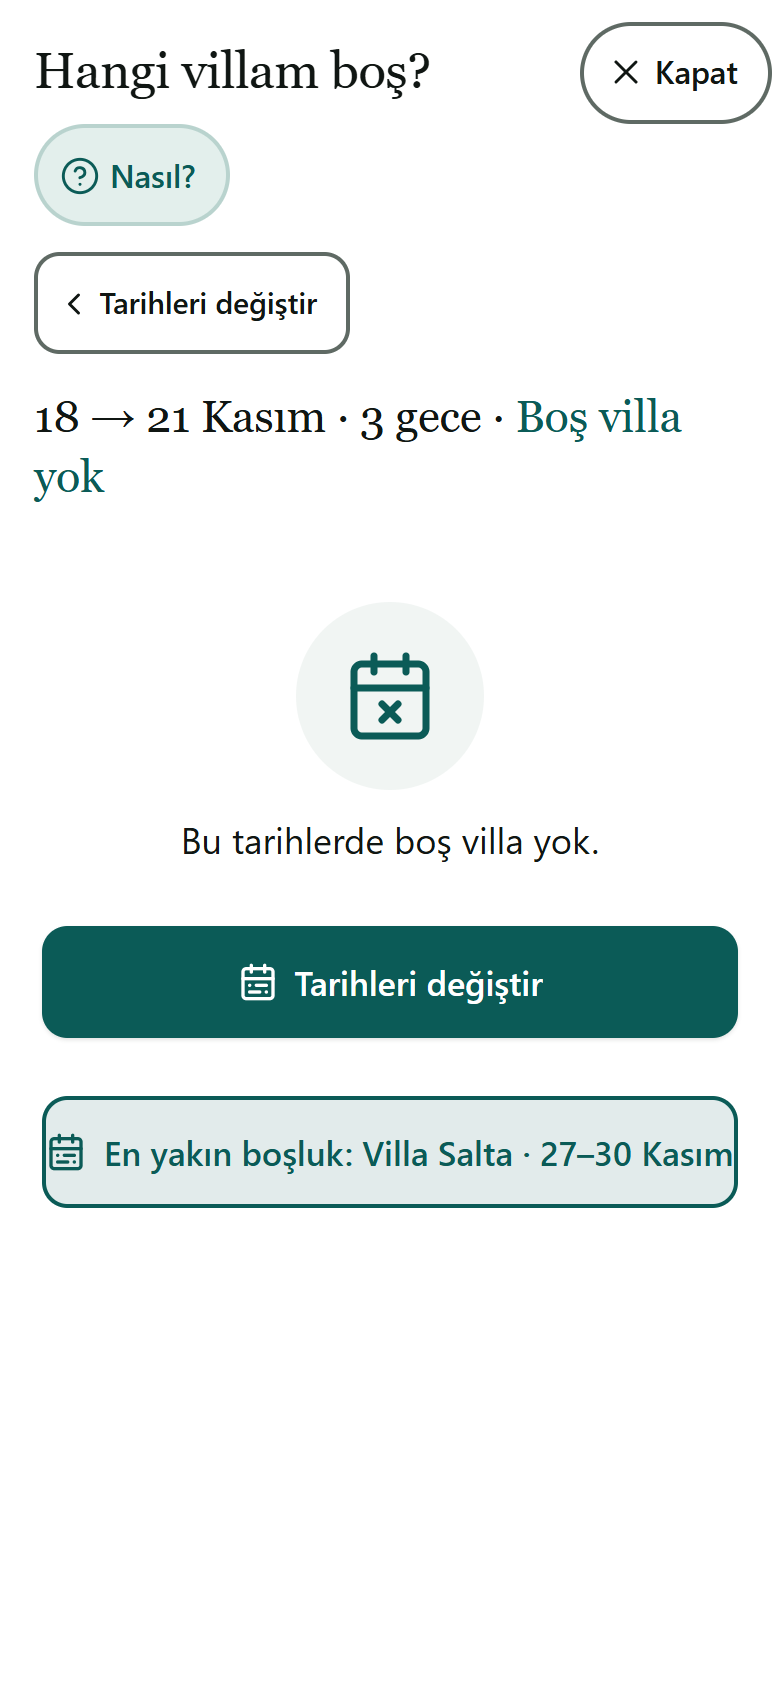 Hangi villam boş?
Kapat
Nasıl?
Tarihleri değiştir
18 → 21 Kasım · 3 gece · Boş villa
yok
Bu tarihlerde boş villa yok.
Tarihleri değiştir
En yakın boşluk: Villa Salta · 27–30 Kasım